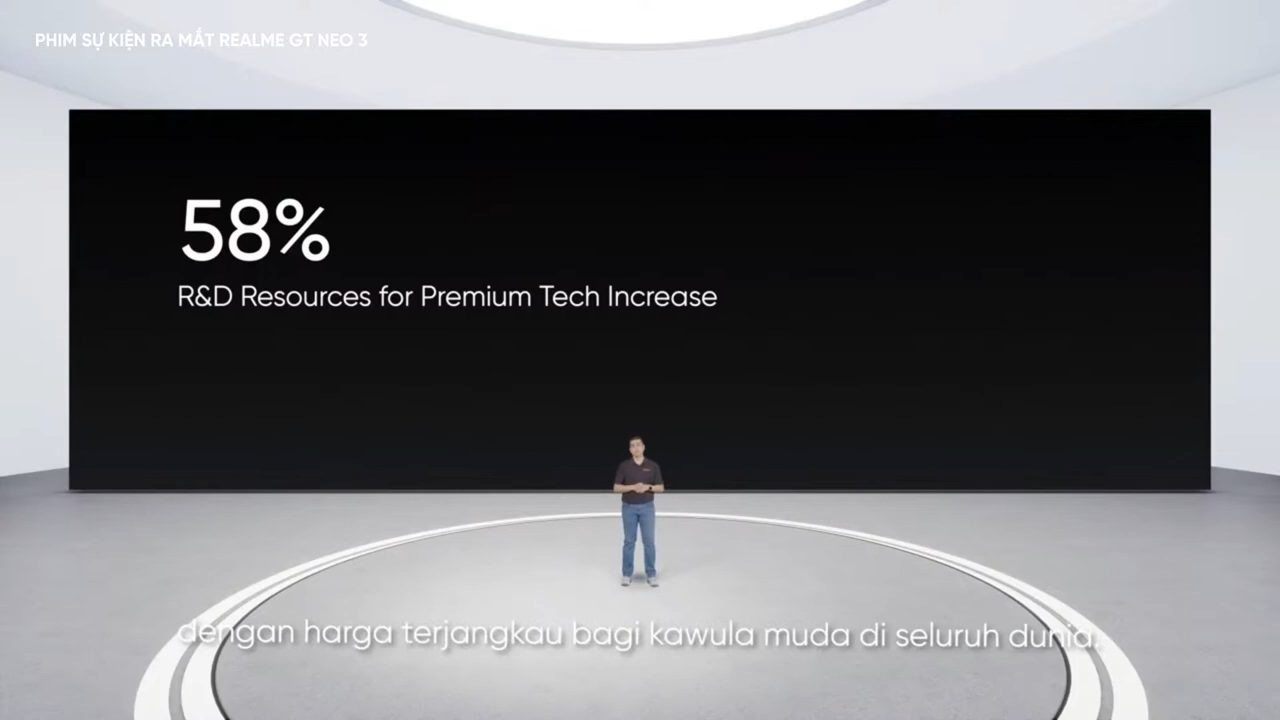 PHIM SỰ KIỆN RA MẮT REALME GT NEO 3
58%
R&D Resources for Premium Tech Increase
dengan harga terjangkau bagi kawula muda di seluruh dunia.